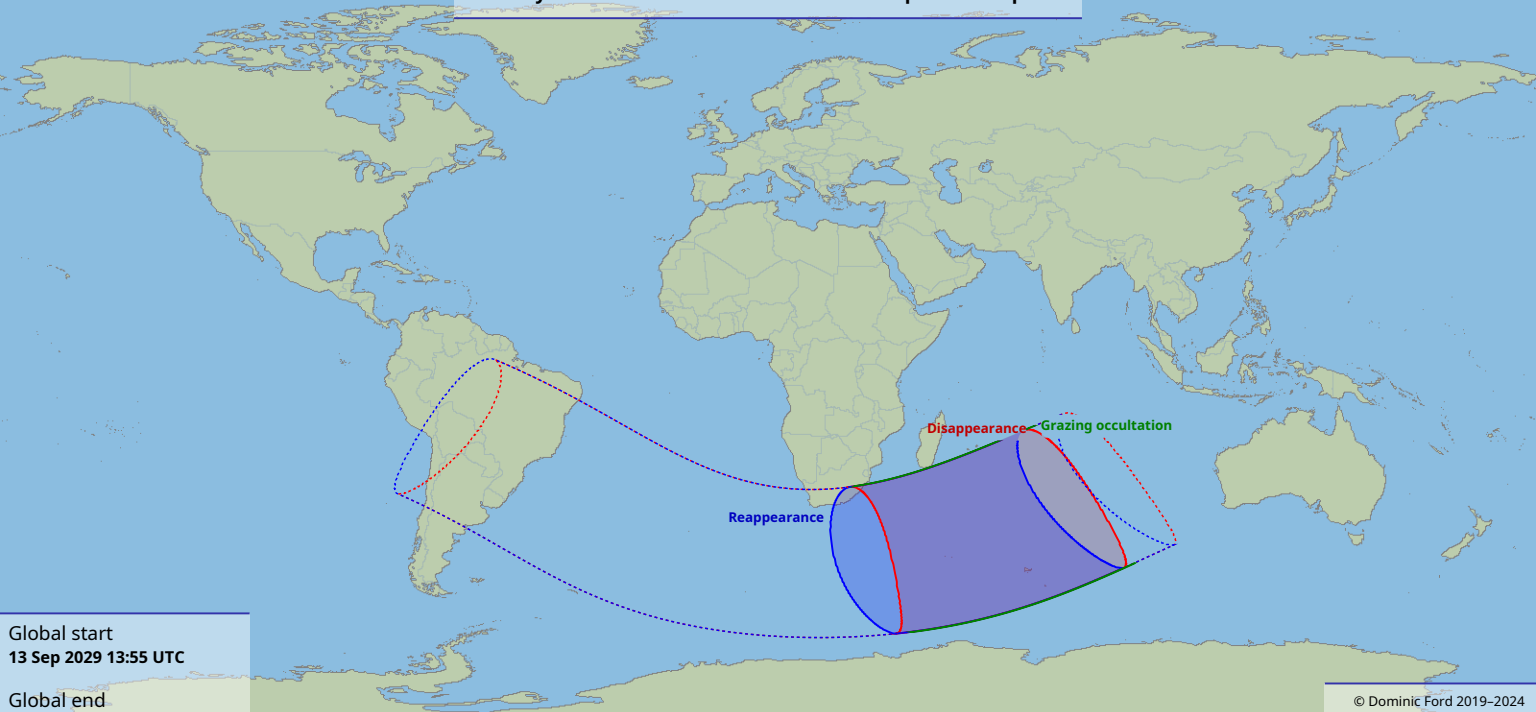 Disappearance
Grazing occultation
Reappearance
Global start
13 Sep 2029 13:55 UTC
Global end
© Dominic Ford 2019–2024